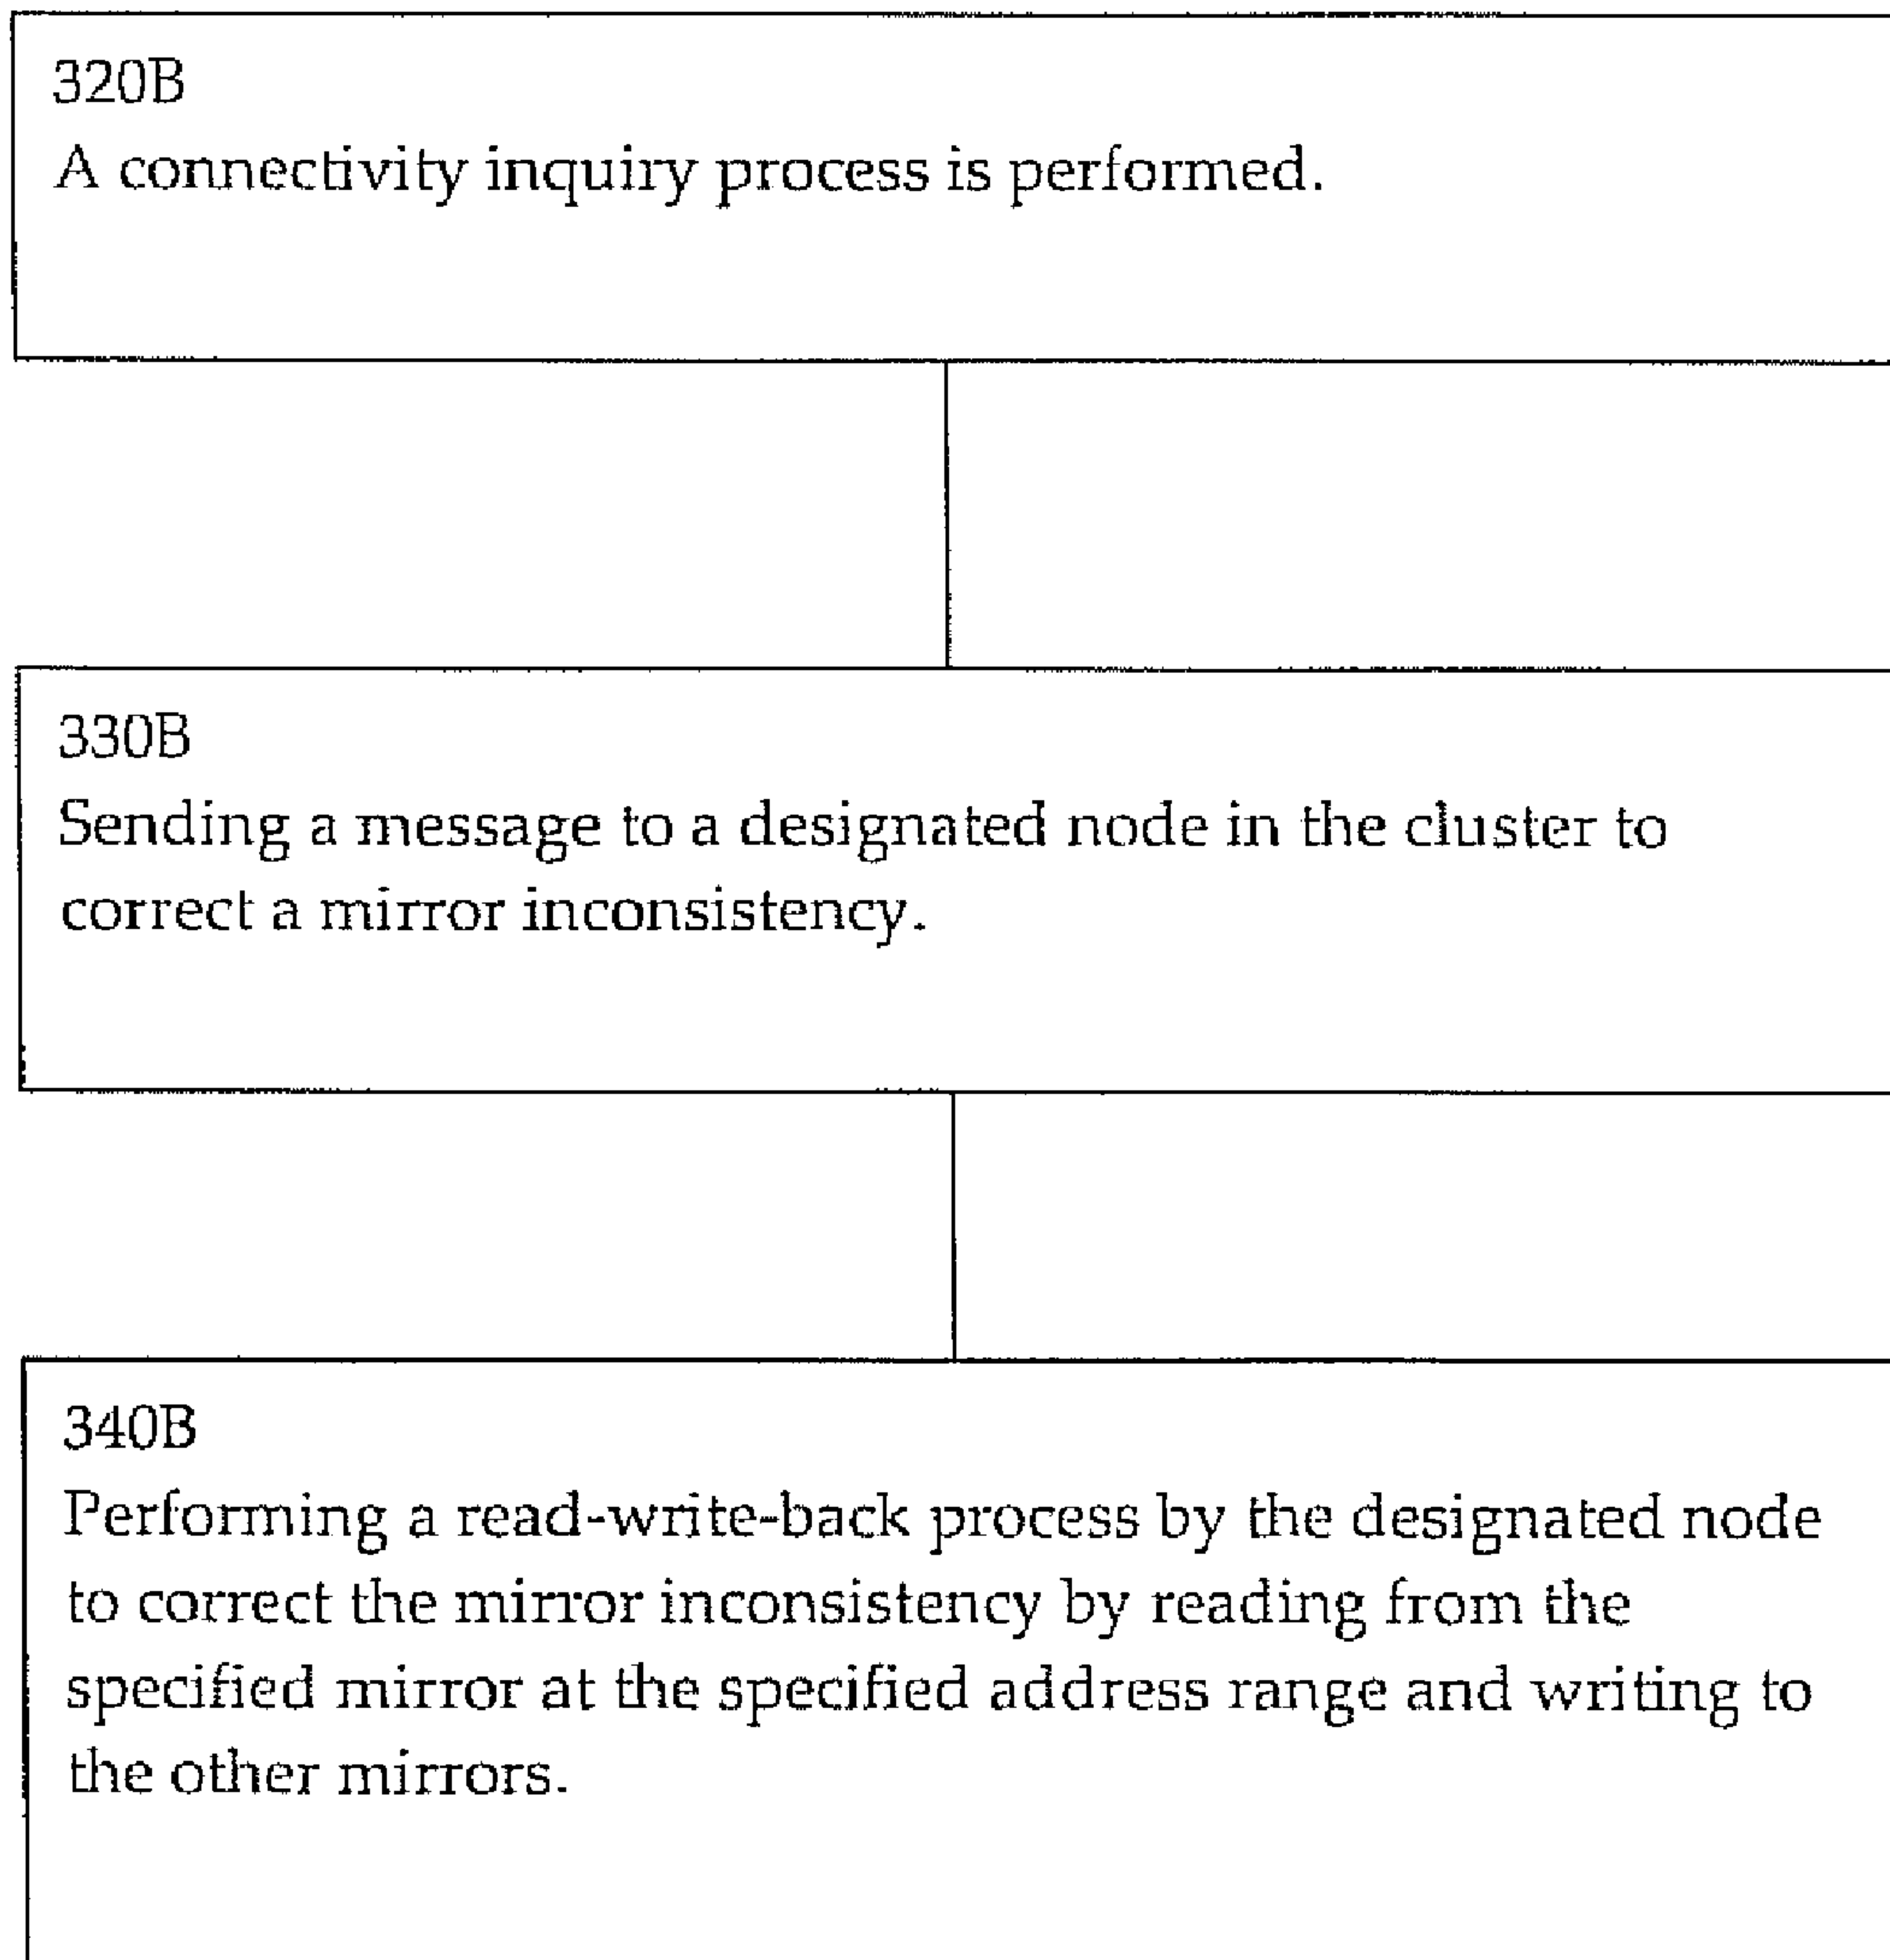 320B
A connectivity inquiry process is performed.
330B
Sending a message to a designated node in the cluster to
correct a mirror inconsistency.
340B
Performing a read-write-back process by the designated node
to correct the mirror inconsistency by reading from the
specified mirror at the specified address range and writing to
the other mirrors.